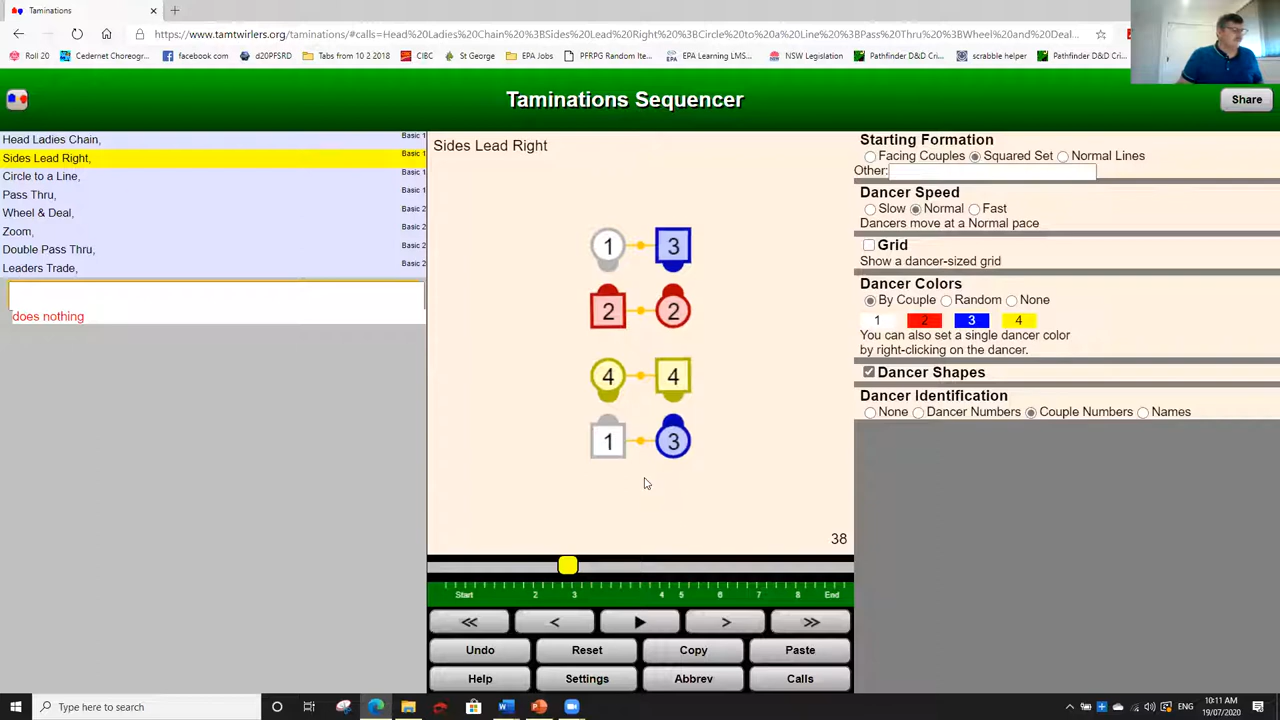 Taminations
https://www.tamtwirlers.org/taminations/#calls=Head%20Ladies%20Chain%20%3BSides%20Lead%20Right%20%3BCircle%20to%20a%20Line%20%3BPass%20Thru%3BWheel%20and%20Deal...
Roll 20 Cedernet Choreogr... facebook.com d20PFSRD Tabs from 10 2 2018 CIBC St George EPA Jobs PFRPG Random Ite... EPA Learning LMS... NSW Legislation Pathfinder D&D Cri... scrabble helper Pathfinder D&D Cri...
Taminations Sequencer
Share
Head Ladies Chain, Basic 1
Sides Lead Right, Basic 1
Circle to a Line, Basic 1
Pass Thru, Basic 1
Wheel & Deal, Basic 2
Zoom, Basic 2
Double Pass Thru, Basic 2
Leaders Trade, Basic 2
does nothing
Sides Lead Right
1 3
2 2
4 4
1 3
38
Start 2 3 4 5 6 7 8 End
Undo Reset Copy Paste
Help Settings Abbrev Calls
Starting Formation
Facing Couples Squared Set Normal Lines
Other:
Dancer Speed
Slow Normal Fast
Dancers move at a Normal pace
Grid
Show a dancer-sized grid
Dancer Colors
By Couple Random None
1 2 3 4
You can also set a single dancer color
by right-clicking on the dancer.
Dancer Shapes
Dancer Identification
None Dancer Numbers Couple Numbers Names
Type here to search
ENG
10:11 AM
19/07/2020